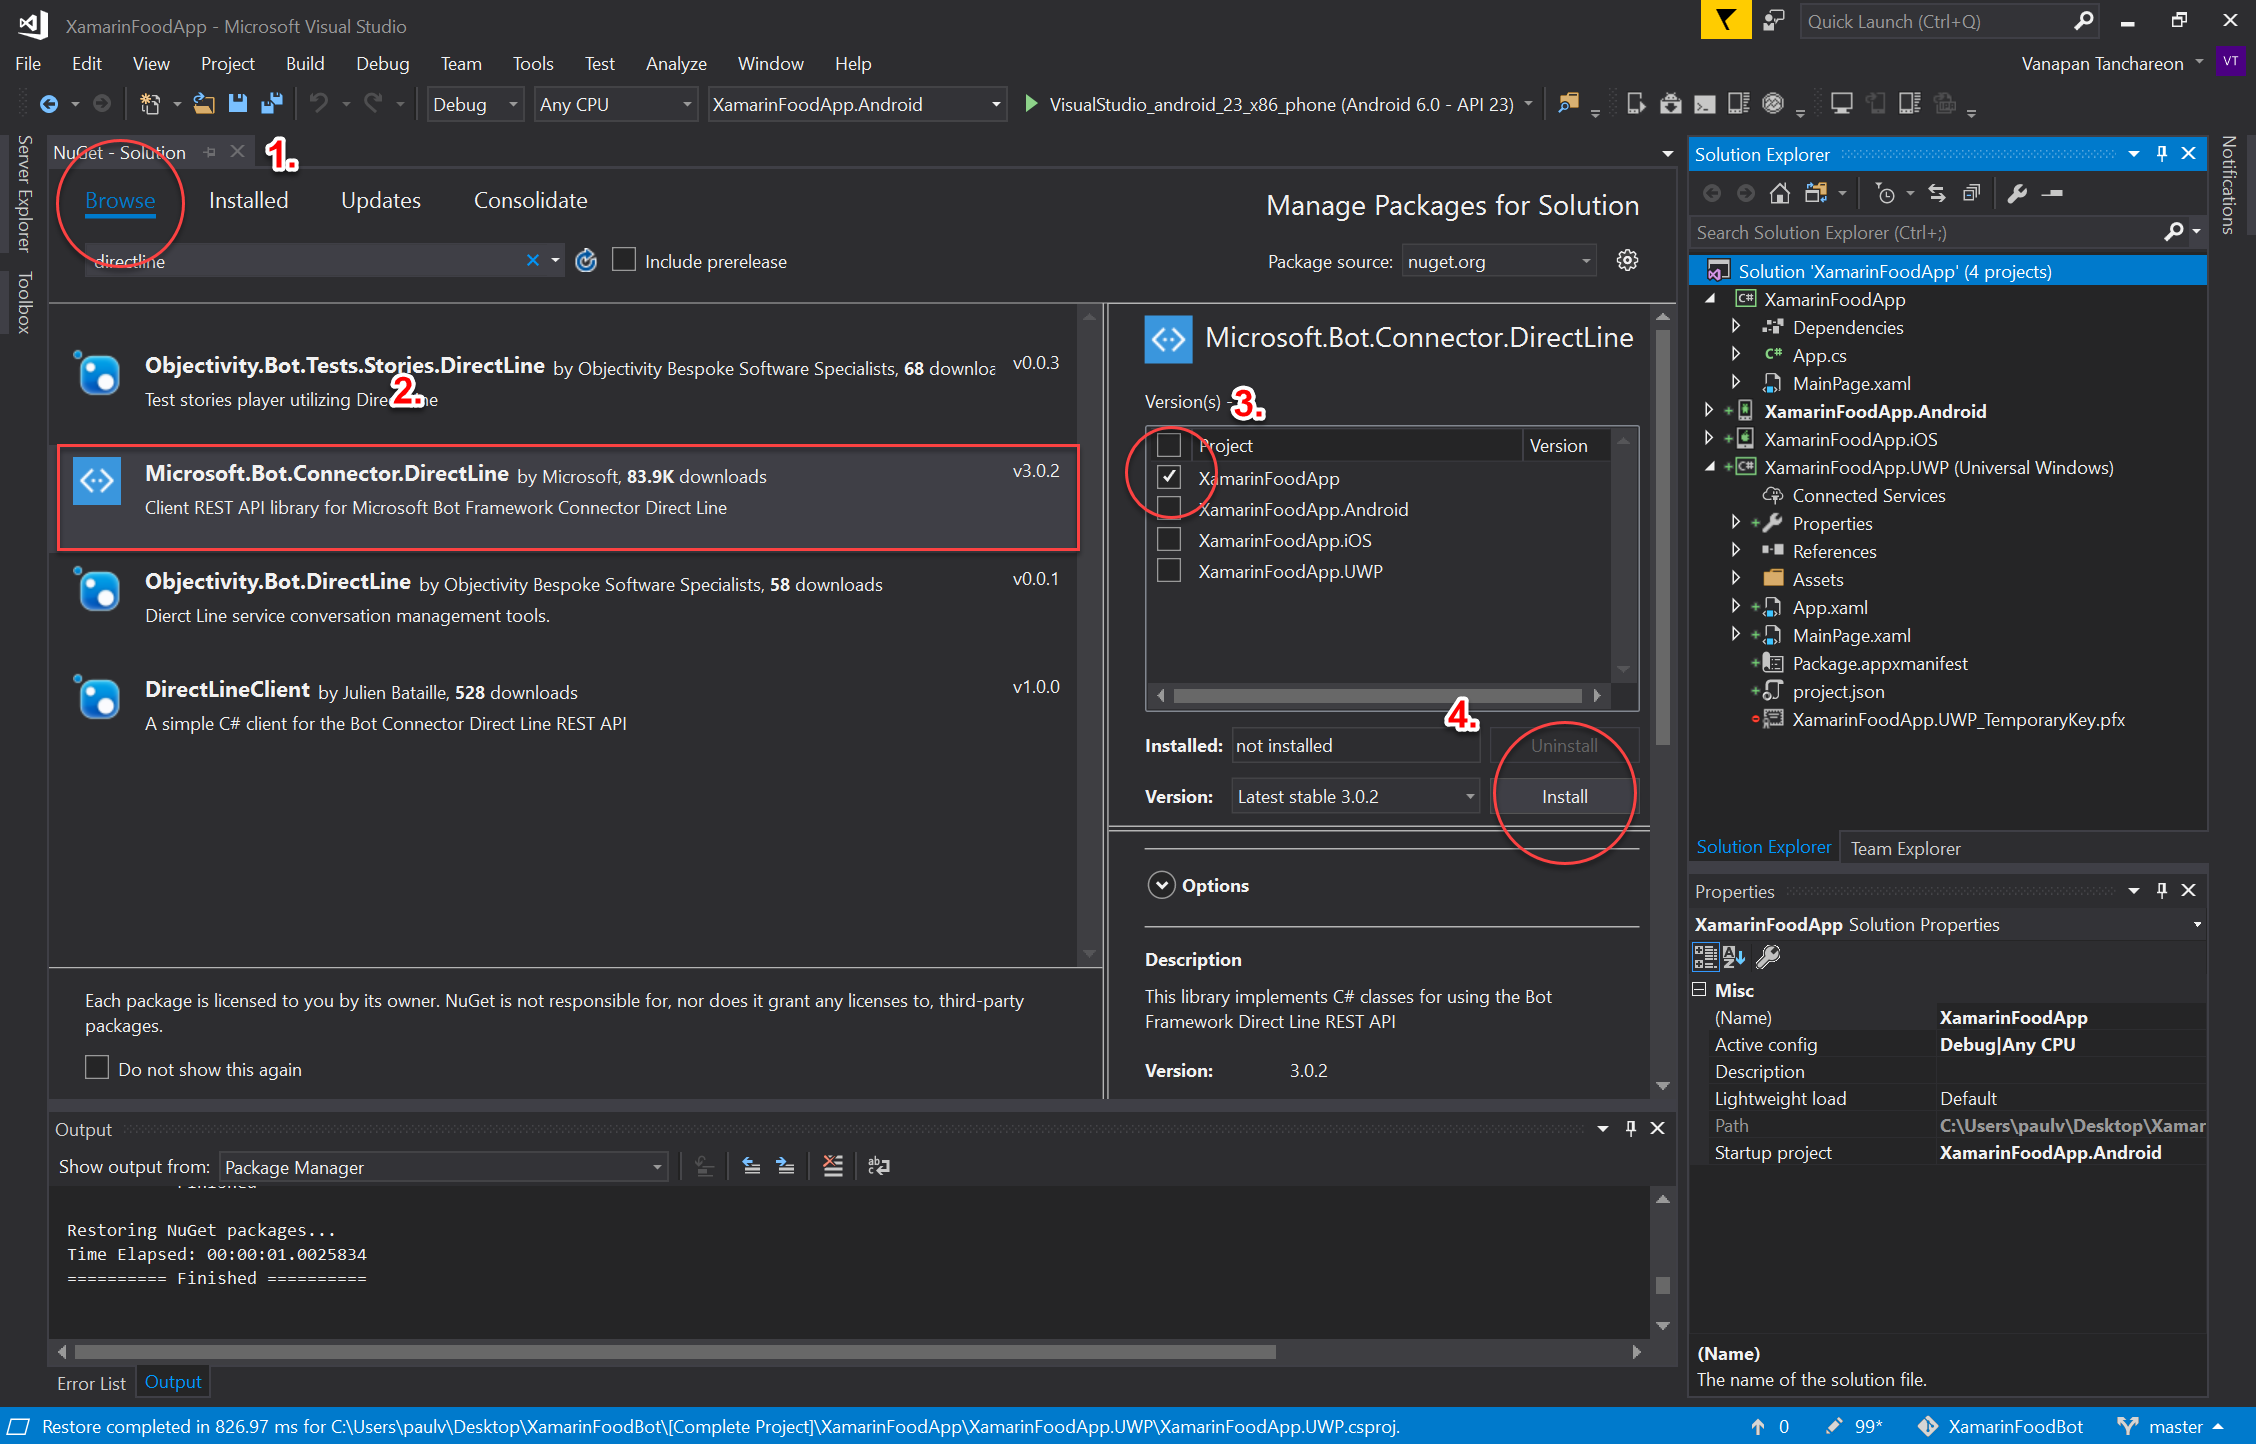 XamarinFoodApp - Microsoft Visual Studio
Quick Launch (Ctrl+Q)
File Edit View Project Build Debug Team Tools Test Analyze Window Help
Vanapan Tanchareon VT
Debug Any CPU XamarinFoodApp.Android VisualStudio_android_23_x86_phone (Android 6.0 - API 23)
Server Explorer
Toolbox
NuGet - Solution
1.
Browse Installed Updates Consolidate
Manage Packages for Solution
directline
Include prerelease
Package source: nuget.org
Objectivity.Bot.Tests.Stories.DirectLine by Objectivity Bespoke Software Specialists, 68 downloa
v0.0.3
Test stories player utilizing
2.
Microsoft.Bot.Connector.DirectLine by Microsoft, 83.9K downloads
v3.0.2
Client REST API library for Microsoft Bot Framework Connector Direct Line
Objectivity.Bot.DirectLine by Objectivity Bespoke Software Specialists, 58 downloads
v0.0.1
Dierct Line service conversation management tools.
DirectLineClient by Julien Bataille, 528 downloads
v1.0.0
A simple C# client for the Bot Connector Direct Line REST API
Each package is licensed to you by its owner. NuGet is not responsible for, nor does it grant any licenses to, third-party
packages.
Do not show this again
Microsoft.Bot.Connector.DirectLine
Version(s) -
3.
Project Version
XamarinFoodApp
XamarinFoodApp.Android
XamarinFoodApp.iOS
XamarinFoodApp.UWP
4.
Installed: not installed Uninstall
Version: Latest stable 3.0.2 Install
Options
Description
This library implements C# classes for using the Bot
Framework Direct Line REST API
Version: 3.0.2
Output
Show output from: Package Manager
Finished
Restoring NuGet packages...
Time Elapsed: 00:00:01.0025834
========== Finished ==========
Error List Output
Solution Explorer
Search Solution Explorer (Ctrl+;)
Solution 'XamarinFoodApp' (4 projects)
C# XamarinFoodApp
Dependencies
C# App.cs
MainPage.xaml
XamarinFoodApp.Android
XamarinFoodApp.iOS
C# XamarinFoodApp.UWP (Universal Windows)
Connected Services
Properties
References
Assets
App.xaml
MainPage.xaml
Package.appxmanifest
project.json
XamarinFoodApp.UWP_TemporaryKey.pfx
Solution Explorer Team Explorer
Properties
XamarinFoodApp Solution Properties
Misc
(Name) XamarinFoodApp
Active config Debug|Any CPU
Description
Lightweight load Default
Path C:\Users\paulv\Desktop\Xamar
Startup project XamarinFoodApp.Android
(Name)
The name of the solution file.
Notifications
Restore completed in 826.97 ms for C:\Users\paulv\Desktop\XamarinFoodBot\[Complete Project]\XamarinFoodApp\XamarinFoodApp.UWP\XamarinFoodApp.UWP.csproj.
0 99* XamarinFoodBot master